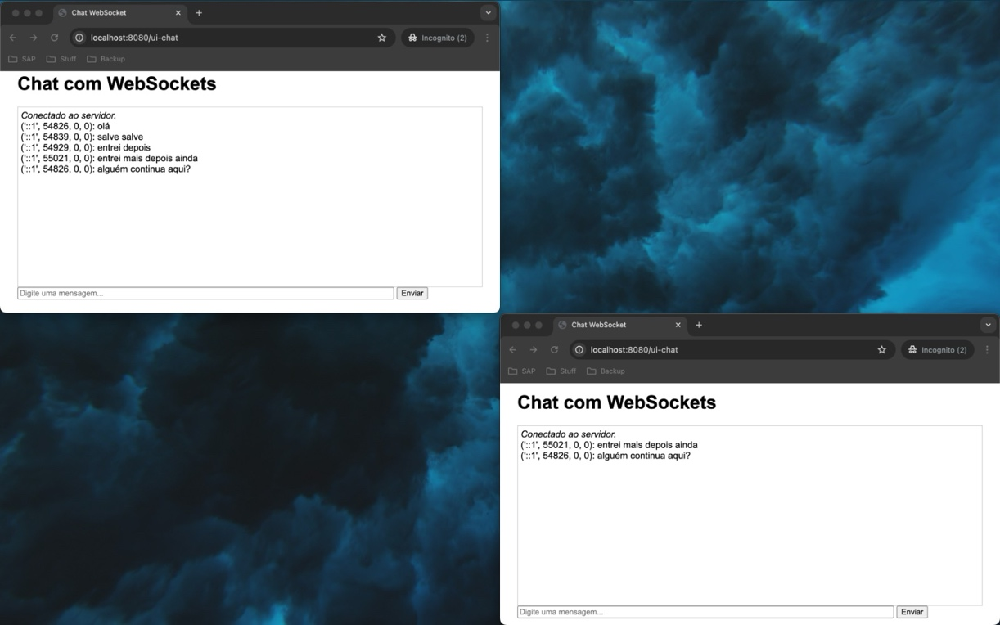 Chat WebSocket
localhost:8080/ui-chat
Incognito (2)
SAP
Stuff
Backup
Chat com WebSockets
Conectado ao servidor.
('::1', 54826, 0, 0): olá
('::1', 54839, 0, 0): salve salve
('::1', 54929, 0, 0): entrei depois
('::1', 55021, 0, 0): entrei mais depois ainda
('::1', 54826, 0, 0): alguém continua aqui?
Digite uma mensagem...
Enviar
Chat WebSocket
localhost:8080/ui-chat
Incognito (2)
SAP
Stuff
Backup
Chat com WebSockets
Conectado ao servidor.
('::1', 55021, 0, 0): entrei mais depois ainda
('::1', 54826, 0, 0): alguém continua aqui?
Digite uma mensagem...
Enviar